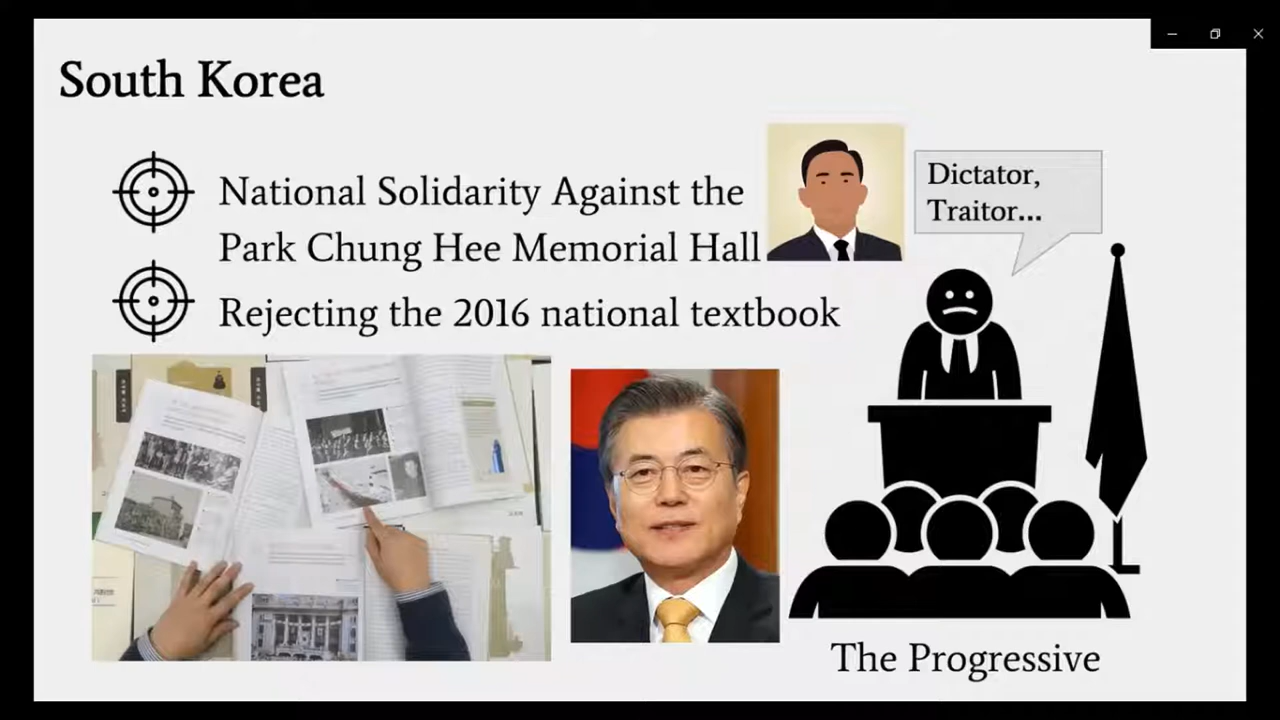 South Korea
National Solidarity Against the
Park Chung Hee Memorial Hall
Rejecting the 2016 national textbook
Dictator,
Traitor...
The Progressive